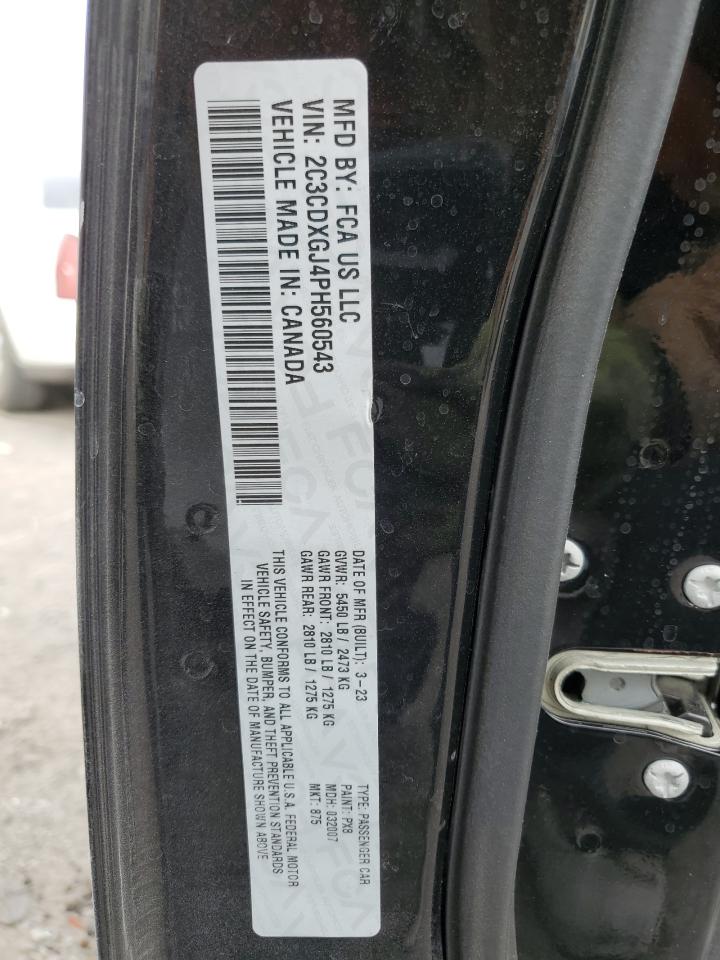 MFD BY: FCA US LLC
VIN: 2C3CDXGJ4PH560543
VEHICLE MADE IN: CANADA
DATE OF MFR (BUILT): 3-23
GVWR: 5450 LB / 2473 KG
GAWR FRONT: 2810 LB / 1275 KG
GAWR REAR: 2810 LB / 1275 KG
TYPE: PASSENGER CAR
PAINT: PX8
MDH: 032007
MKT: 875
THIS VEHICLE CONFORMS TO ALL APPLICABLE U.S.A. FEDERAL MOTOR
VEHICLE SAFETY, BUMPER, AND THEFT PREVENTION STANDARDS
IN EFFECT ON THE DATE OF MANUFACTURE SHOWN ABOVE
FCA